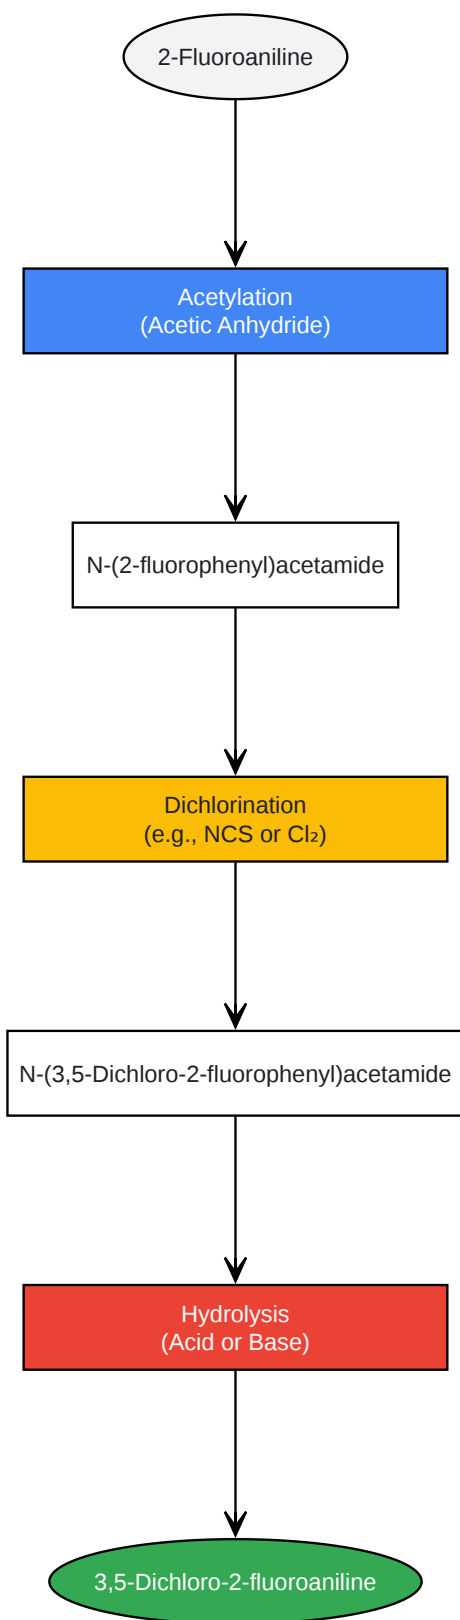 2-Fluoroaniline
Acetylation
(Acetic Anhydride)
N-(2-fluorophenyl)acetamide
Dichlorination
(e.g., NCS or Cl₂)
N-(3,5-Dichloro-2-fluorophenyl)acetamide
Hydrolysis
(Acid or Base)
3,5-Dichloro-2-fluoroaniline